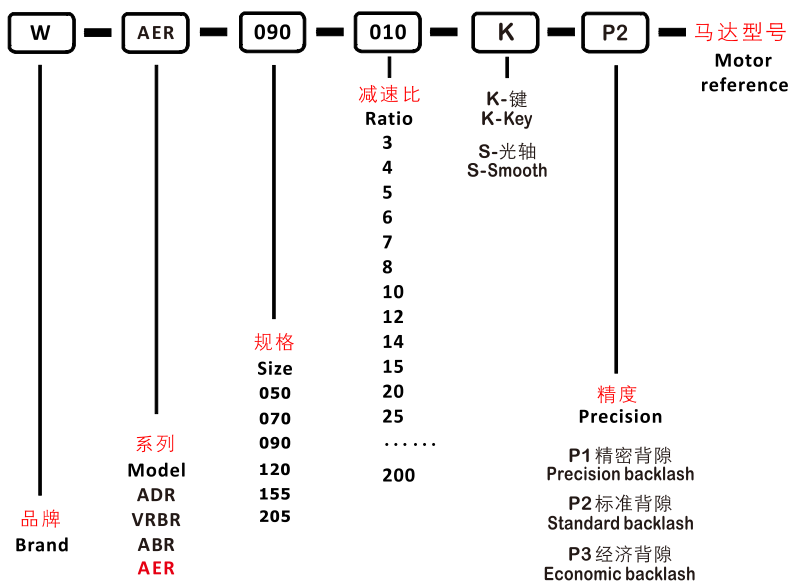 W
AER
090
010
K
P2
马达型号
Motor
reference
减速比
Ratio
3
4
5
6
7
8
10
12
14
15
20
25
······
200
K-键
K-Key
S-光轴
S-Smooth
规格
Size
050
070
090
120
155
205
精度
Precision
P1 精密背隙
Precision backlash
P2 标准背隙
Standard backlash
P3 经济背隙
Economic backlash
系列
Model
ADR
VRBR
ABR
AER
品牌
Brand